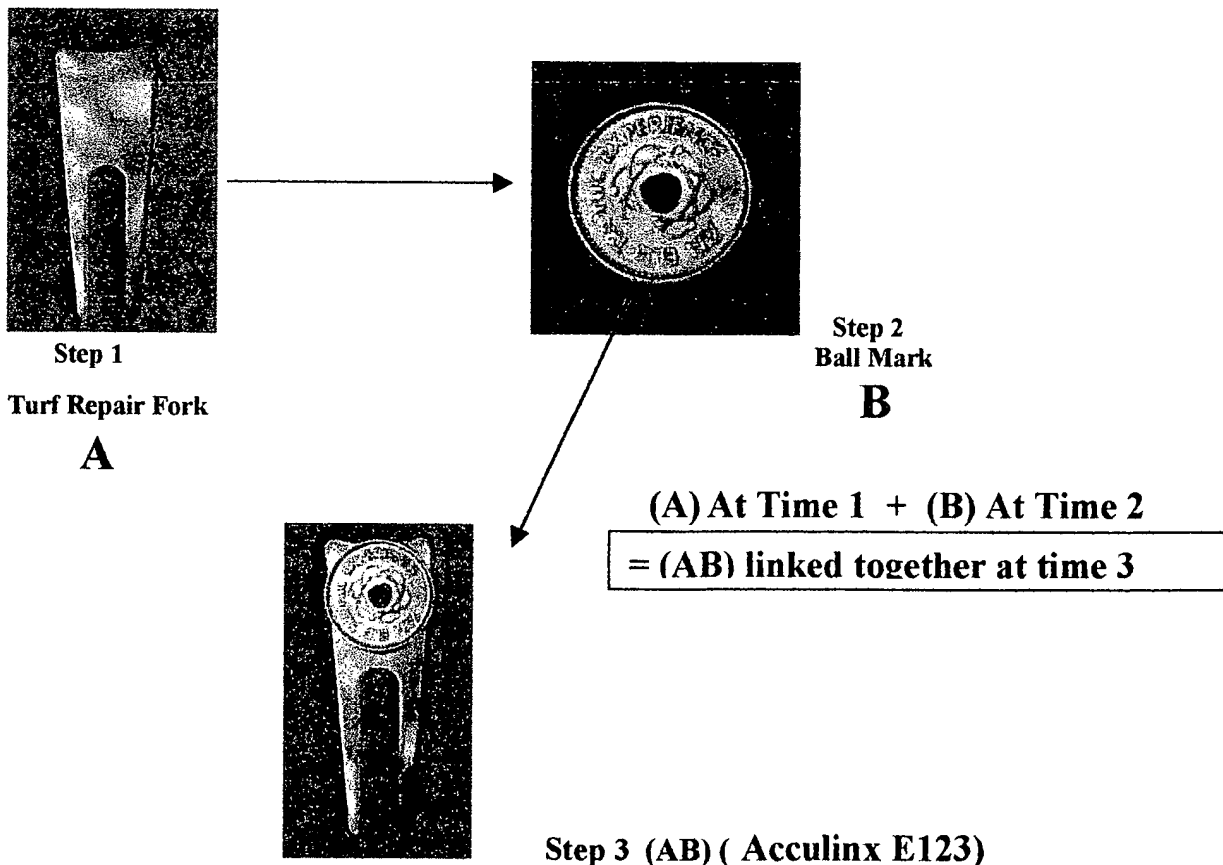 Step 1
Turf Repair Fork
A
Step 2
Ball Mark
B
(A) At Time 1 + (B) At Time 2
= (AB) linked together at time 3
Step 3 (AB) ( Acculinx E123)